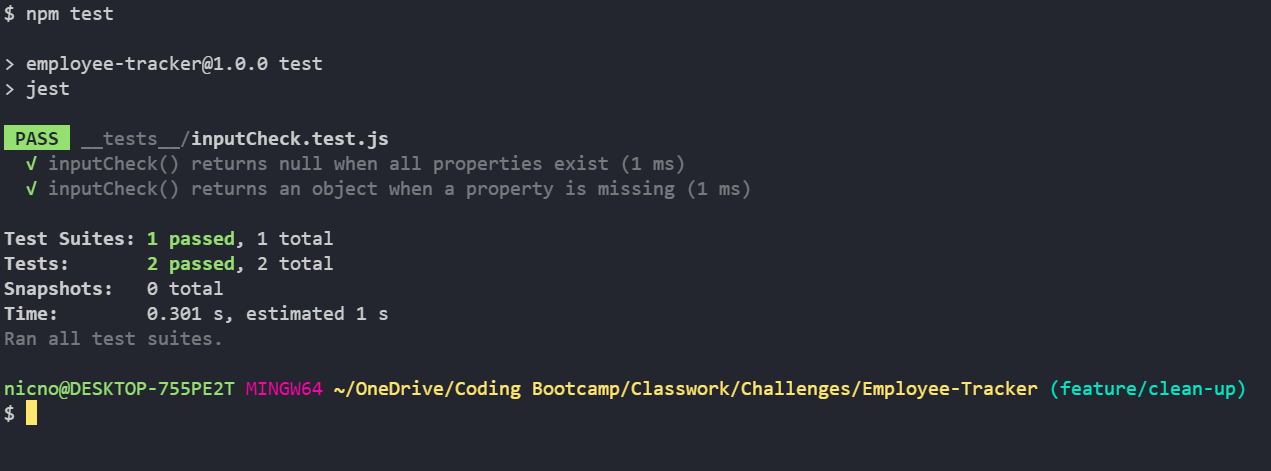 $ npm test
> employee-tracker@1.0.0 test
> jest
PASS __tests__/inputCheck.test.js
√ inputCheck() returns null when all properties exist (1 ms)
√ inputCheck() returns an object when a property is missing (1 ms)
Test Suites: 1 passed, 1 total
Tests: 2 passed, 2 total
Snapshots: 0 total
Time: 0.301 s, estimated 1 s
Ran all test suites.
nicno@DESKTOP-755PE2T MINGW64 ~/OneDrive/Coding Bootcamp/Classwork/Challenges/Employee-Tracker (feature/clean-up)
$